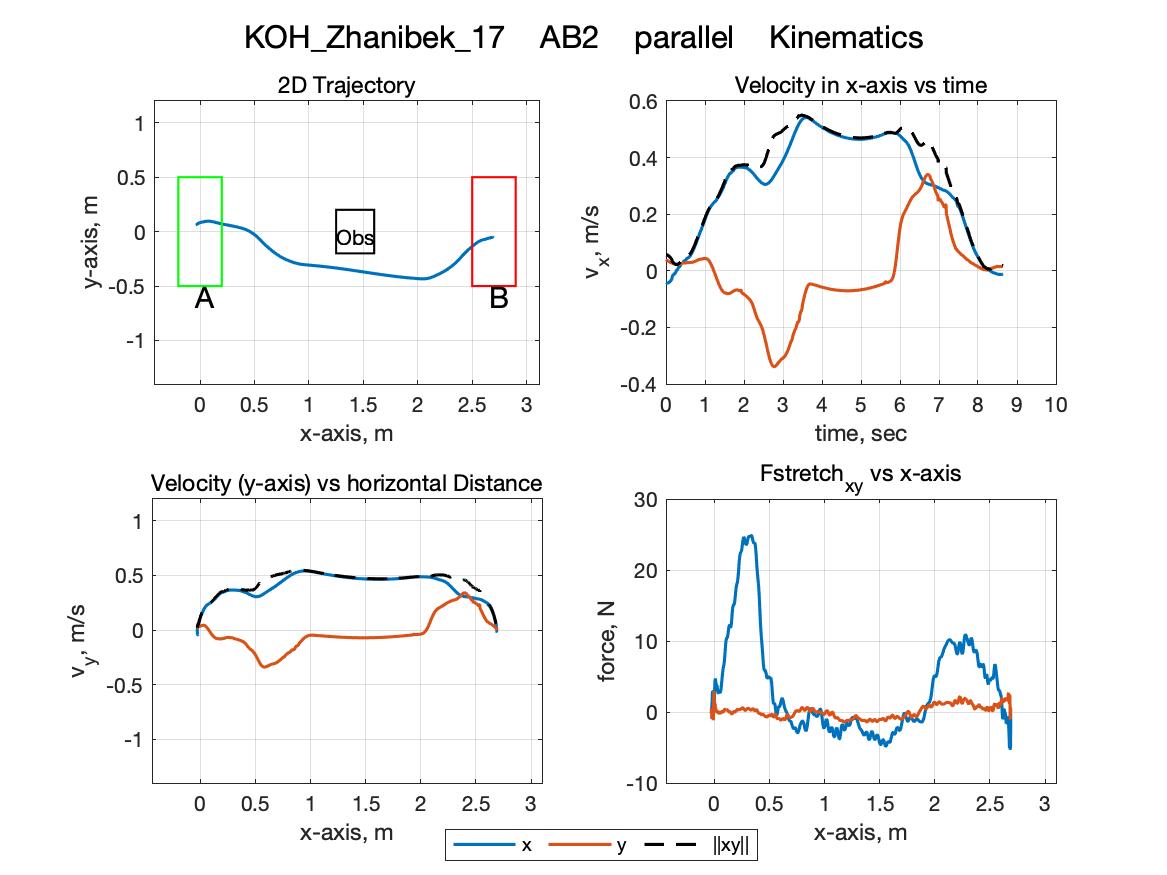 KOH_Zhanibek_17 AB2 parallel Kinematics
2D Trajectory
1
0.5
0
-0.5
-1
y-axis, m
Obs
A
B
0 0.5 1 1.5 2 2.5 3
x-axis, m
Velocity in x-axis vs time
0.6
0.4
0.2
0
-0.2
-0.4
vx, m/s
0 1 2 3 4 5 6 7 8 9 10
time, sec
Velocity (y-axis) vs horizontal Distance
1
0.5
0
-0.5
-1
vy, m/s
0 0.5 1 1.5 2 2.5 3
x-axis, m
Fstretchxy vs x-axis
30
20
10
0
-10
force, N
0 0.5 1 1.5 2 2.5 3
x-axis, m
x y ||xy||